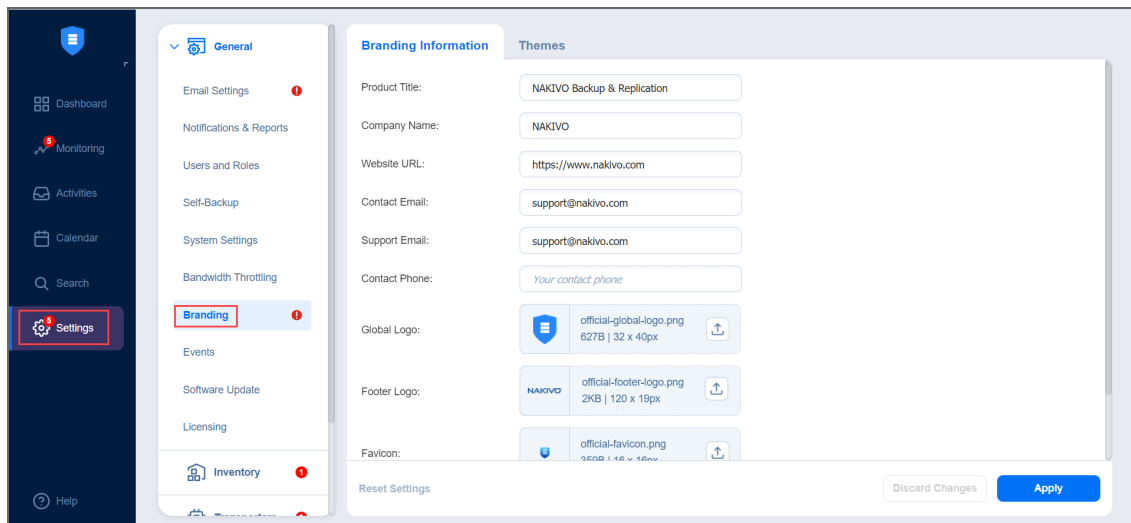 Dashboard
5
Monitoring
Activities
Calendar
Search
5
Settings
Help
General
Email Settings
Notifications & Reports
Users and Roles
Self-Backup
System Settings
Bandwidth Throttling
Branding
Events
Software Update
Licensing
Inventory 1
Transporters
Branding Information Themes
Product Title: NAKIVO Backup & Replication
Company Name: NAKIVO
Website URL: https://www.nakivo.com
Contact Email: support@nakivo.com
Support Email: support@nakivo.com
Contact Phone: Your contact phone
Global Logo:
official-global-logo.png
627B | 32 x 40px
Footer Logo:
NAKIVO
official-footer-logo.png
2KB | 120 x 19px
Favicon:
official-favicon.png
359B | 16 x 16px
Reset Settings Discard Changes Apply